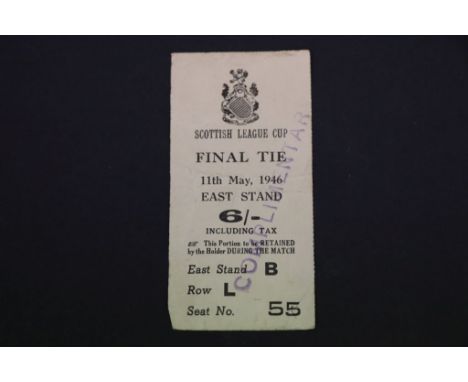 SCOTTISH LEAGUE CUP
FINAL TIE
11th May, 1946
EAST STAND
6/-
INCLUDING TAX
This Portion to be RETAINED
by the Holder DURING THE MATCH
East Stand B
Row L
Seat No. 55
COMPLIMENTAR